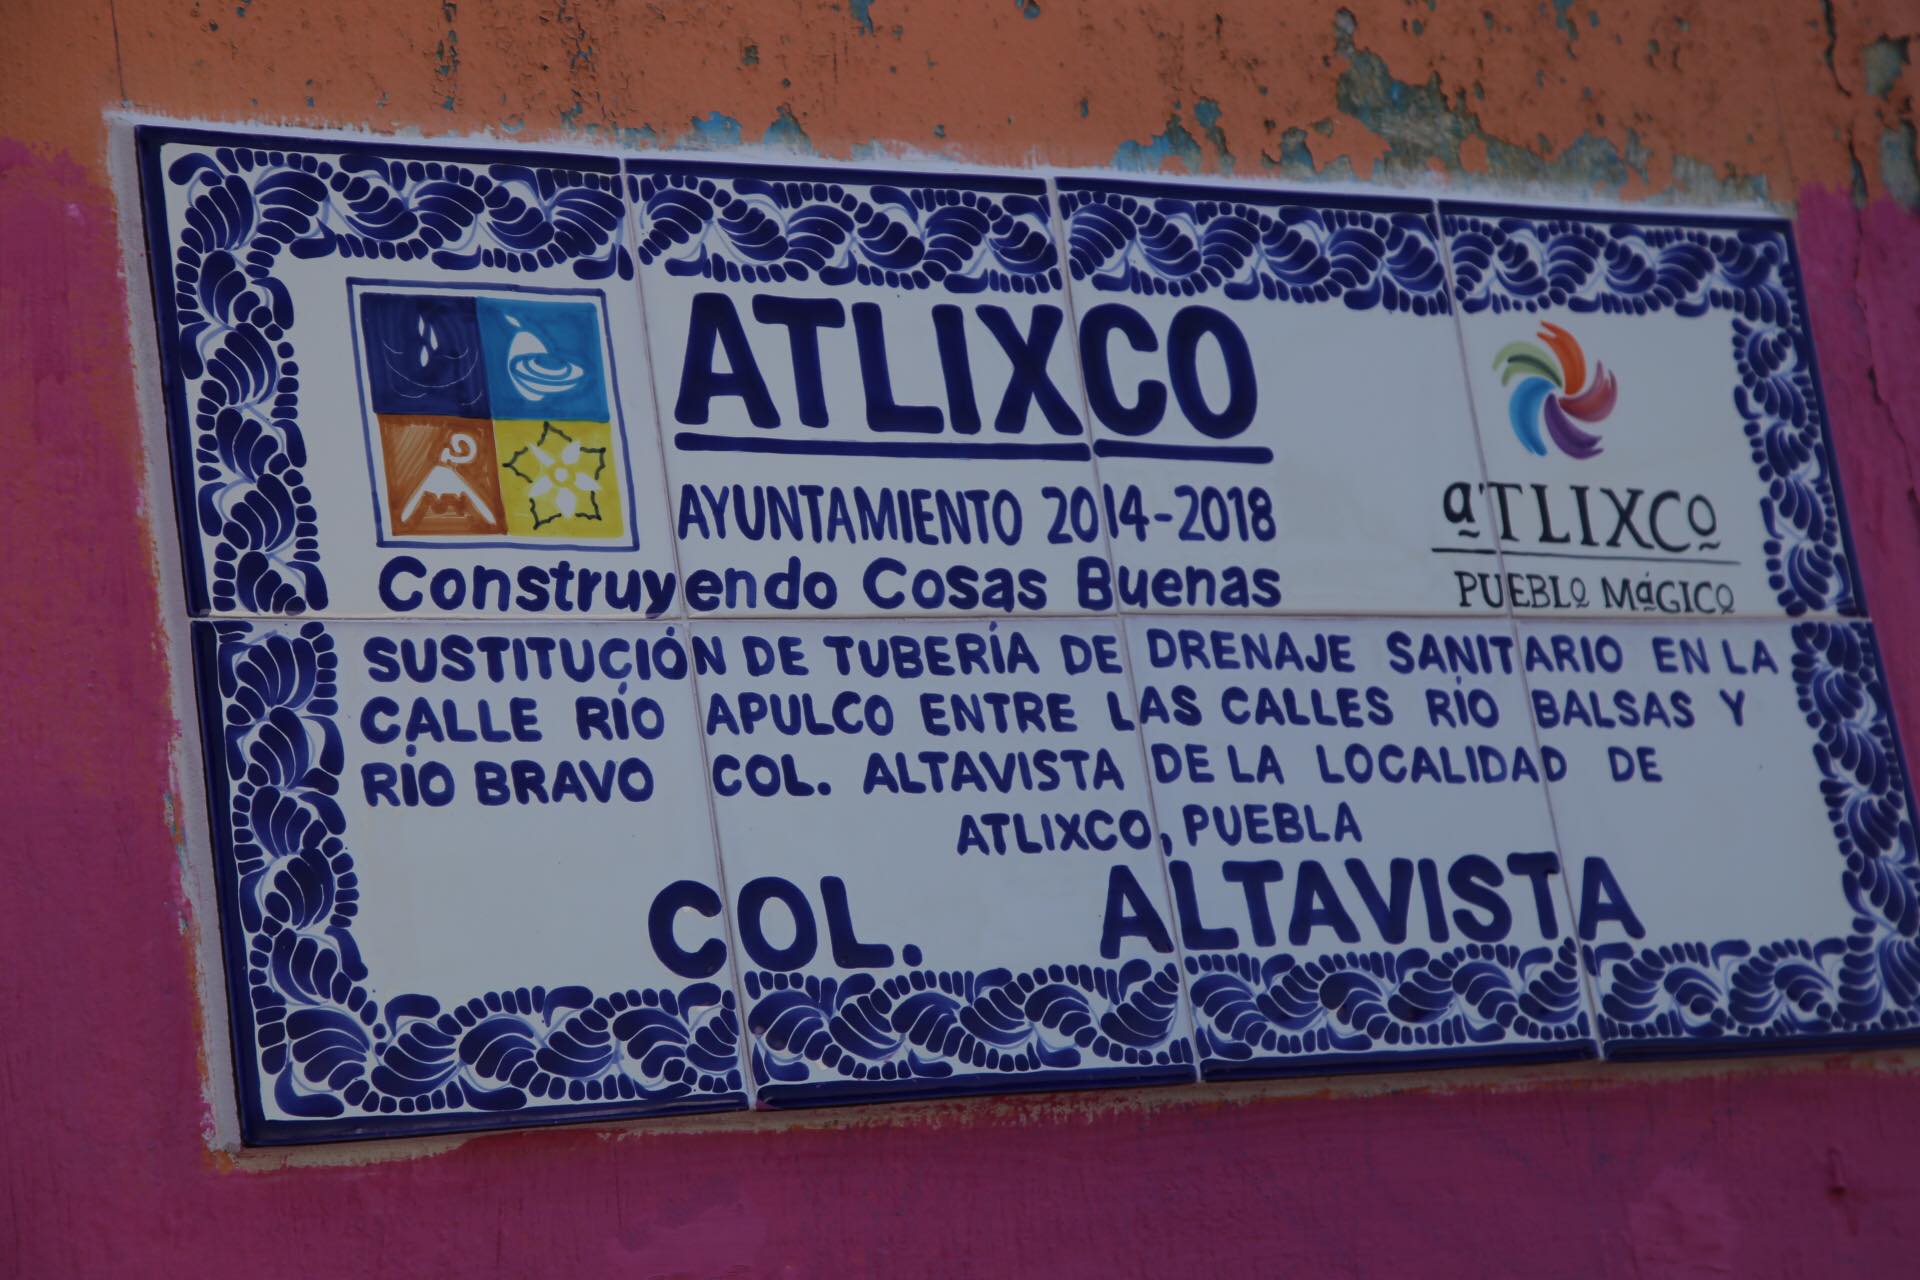 ATLIXCO
AYUNTAMIENTO 2014-2018
Construyendo Cosas Buenas
aTLIXCo
PUEBLo MáGICo
SUSTITUCIÓN DE TUBERÍA DE DRENAJE SANITARIO EN LA
CALLE RÍO APULCO ENTRE LAS CALLES RÍO BALSAS Y
RÍO BRAVO COL. ALTAVISTA DE LA LOCALIDAD DE
ATLIXCO, PUEBLA
COL. ALTAVISTA